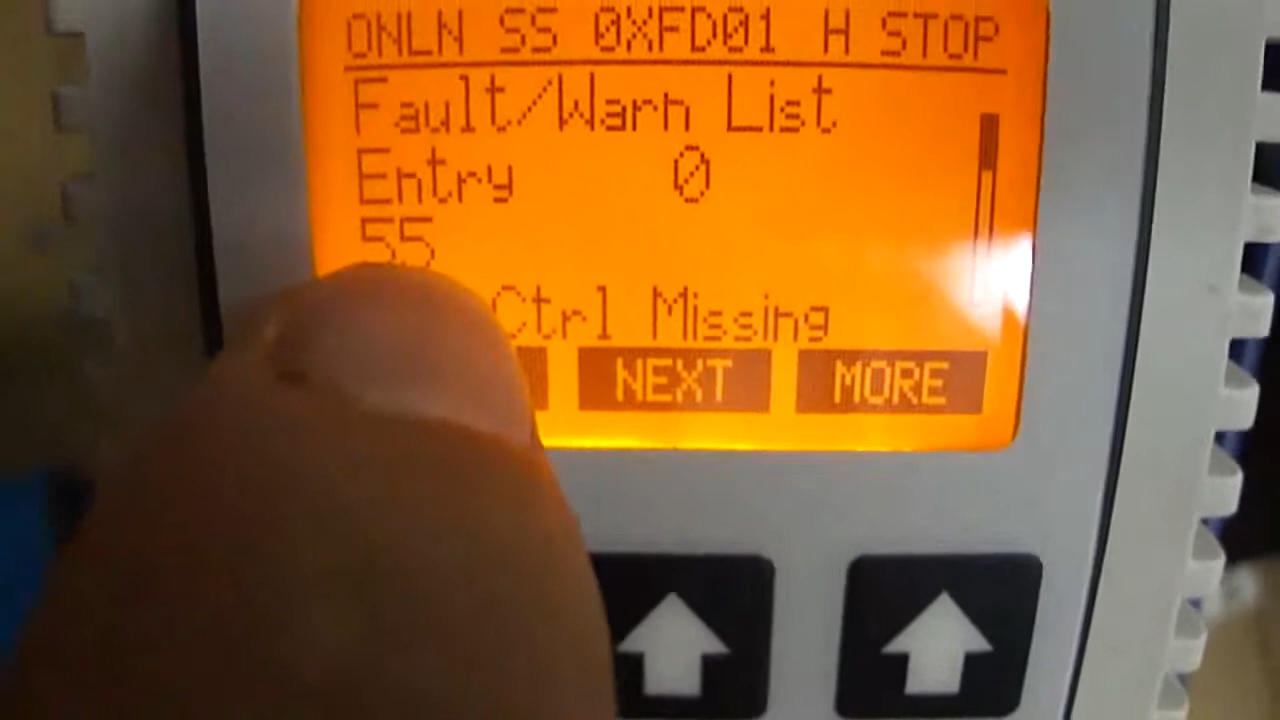 ONLN SS 0XFD01 H STOP
Fault/Warn List
Entry 0
55
Ctrl Missing
NEXT MORE